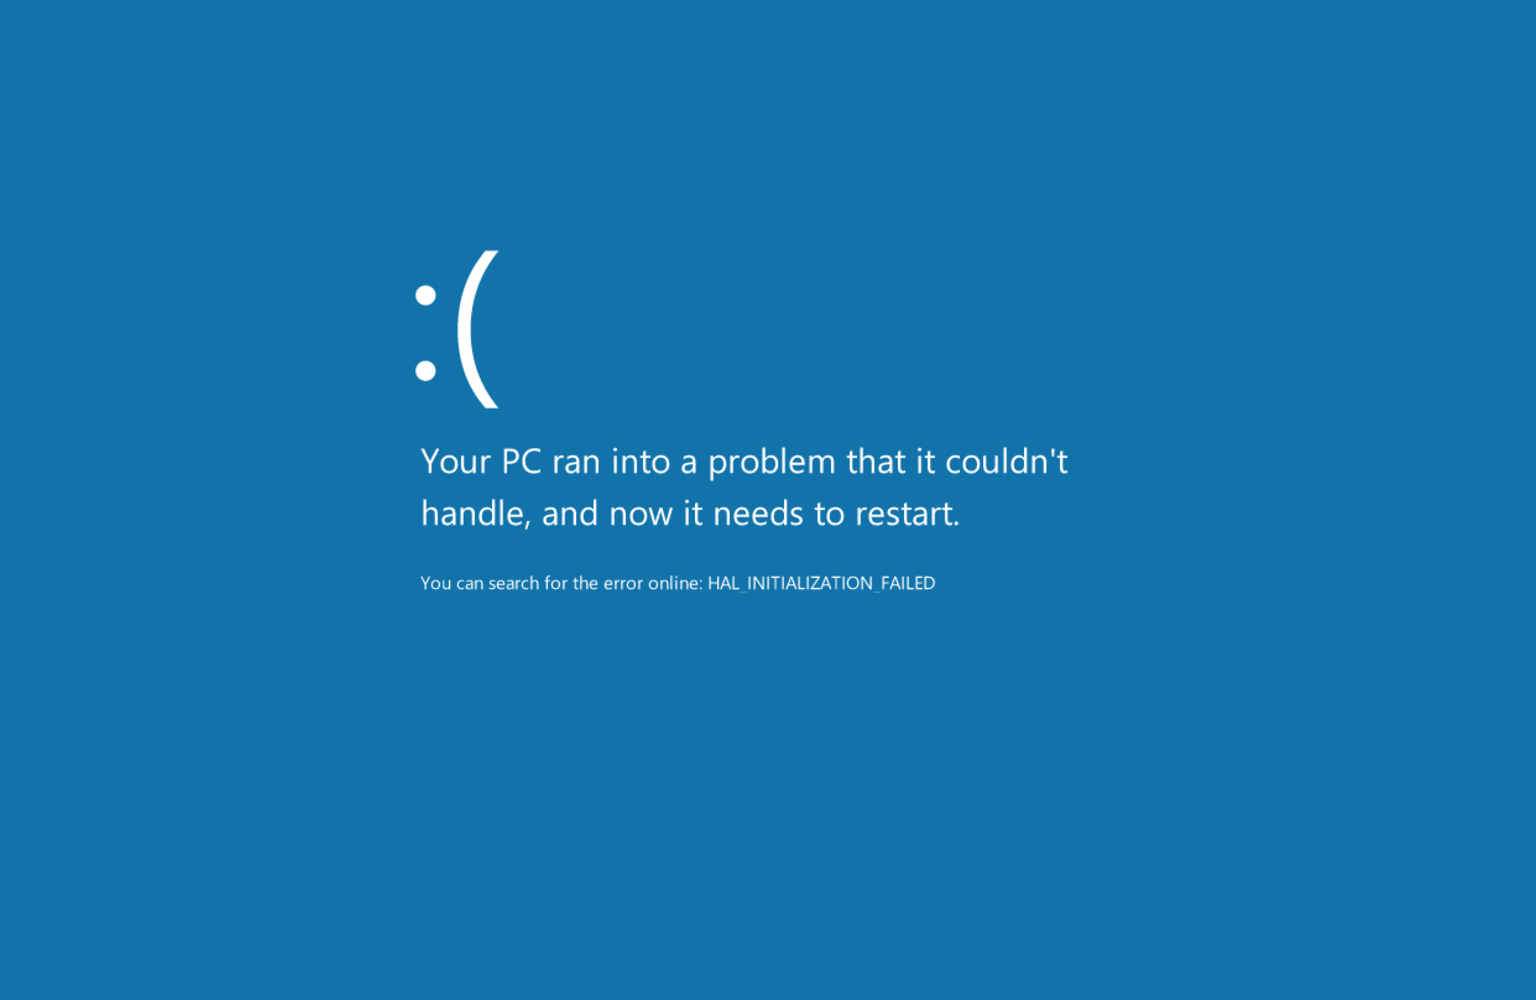 :(
Your PC ran into a problem that it couldn't
handle, and now it needs to restart.
You can search for the error online: HAL_INITIALIZATION_FAILED